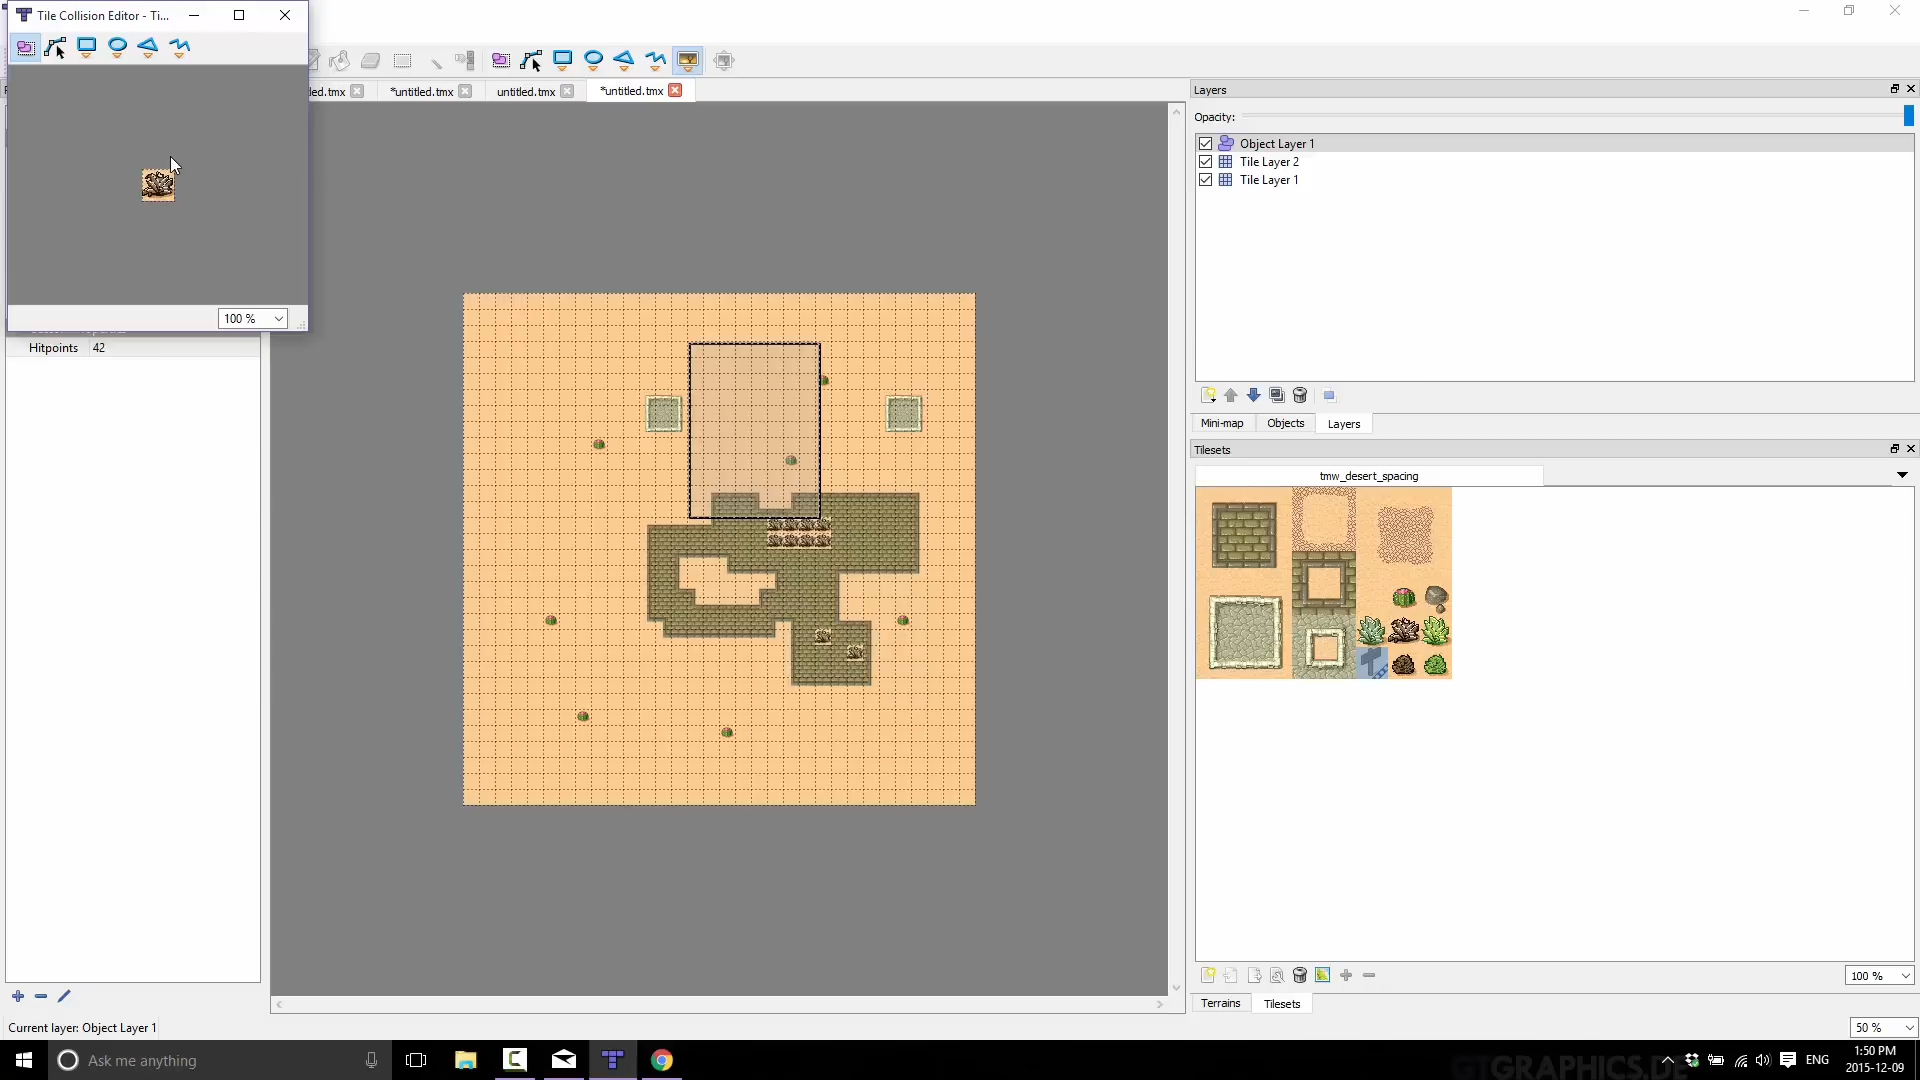 Tile Collision Editor - Ti...
led.tmx
*untitled.tmx
untitled.tmx
*untitled.tmx
Layers
Opacity:
Object Layer 1
Tile Layer 2
Tile Layer 1
100 %
Hitpoints 42
Mini-map Objects Layers
Tilesets
tmw_desert_spacing
100 %
Terrains Tilesets
Current layer: Object Layer 1
50 %
Ask me anything
GTGRAPHICS.DE
ENG
1:50 PM
2015-12-09